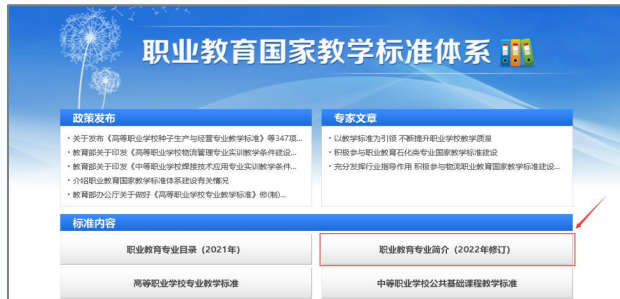 职业教育国家教学标准体系
政策发布
·关于发布《高等职业学校种子生产与经营专业教学标准》等347项...
·教育部关于印发《高等职业学校物流管理专业实训教学条件建设...
·教育部关于印发《中等职业学校焊接技术应用专业实训教学条件...
·介绍职业教育国家教学标准体系建设有关情况
·教育部办公厅关于做好《高等职业学校专业教学标准》修(制)...
专家文章
·以教学标准为引领 不断提升职业学校教学质量
·积极参与职业教育石化类专业国家教学标准建设
·充分发挥行业指导作用 积极参与物流职业教育国家教学标准建设...
标准内容
职业教育专业目录（2021年）
职业教育专业简介（2022年修订）
高等职业学校专业教学标准
中等职业学校公共基础课程教学标准